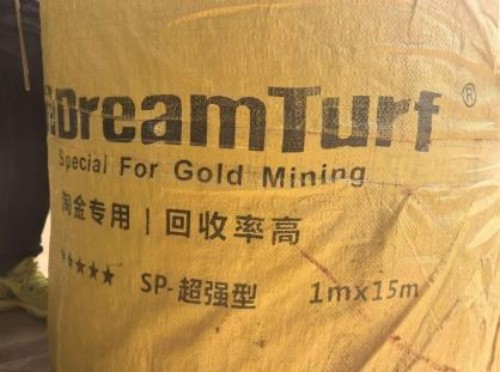 DreamTurf ®
Special For Gold Mining
淘金专用 | 回收率高
★★★★★ SP-超强型 1mx15m